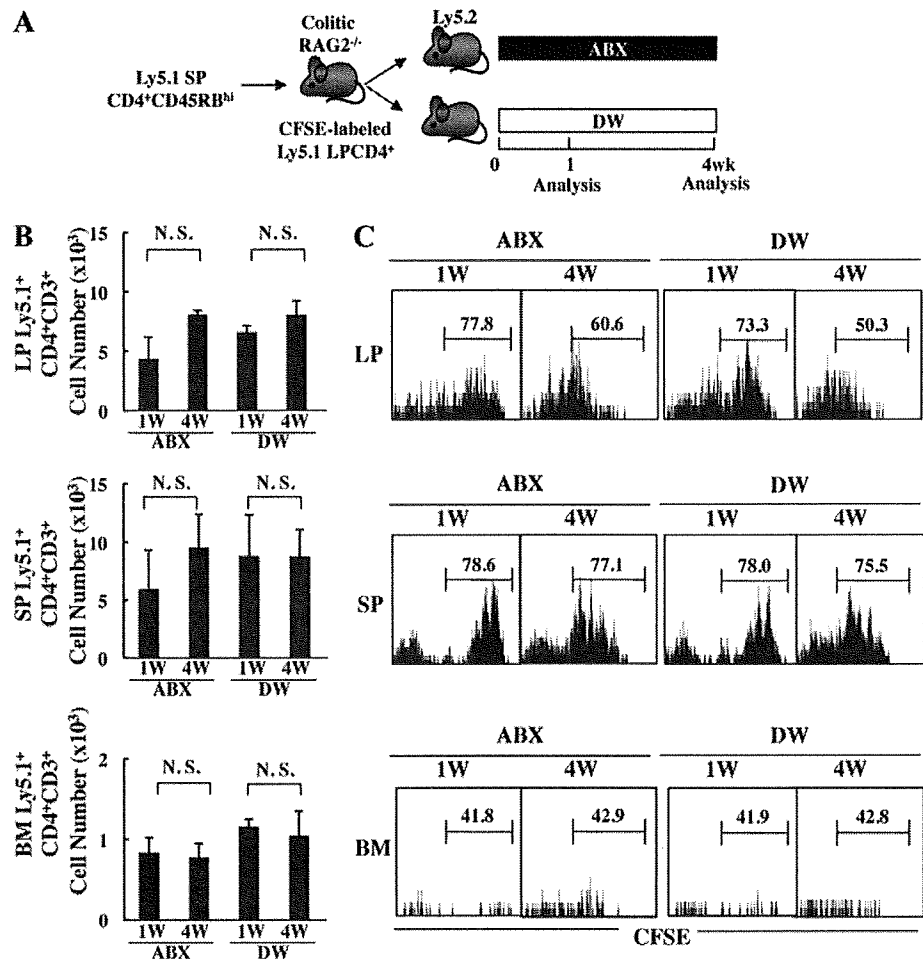 A
Colitic
RAG2-/-
Ly5.2
Ly5.1 SP
CD4+CD45RBhi
CFSE-labeled
Ly5.1 LPCD4+
ABX
DW
0 1 4wk
Analysis Analysis
B
LP Ly5.1+
CD4+CD3+
Cell Number (x10³)
15
10
5
0
N.S. N.S.
1W 4W 1W 4W
ABX DW
SP Ly5.1+
CD4+CD3+
Cell Number (x10³)
15
10
5
0
N.S. N.S.
1W 4W 1W 4W
ABX DW
BM Ly5.1+
CD4+CD3+
Cell Number (x10³)
2
1
0
N.S. N.S.
1W 4W 1W 4W
ABX DW
C
ABX DW
1W 4W 1W 4W
LP
77.8 60.6 73.3 50.3
ABX DW
1W 4W 1W 4W
SP
78.6 77.1 78.0 75.5
ABX DW
1W 4W 1W 4W
BM
41.8 42.9 41.9 42.8
CFSE